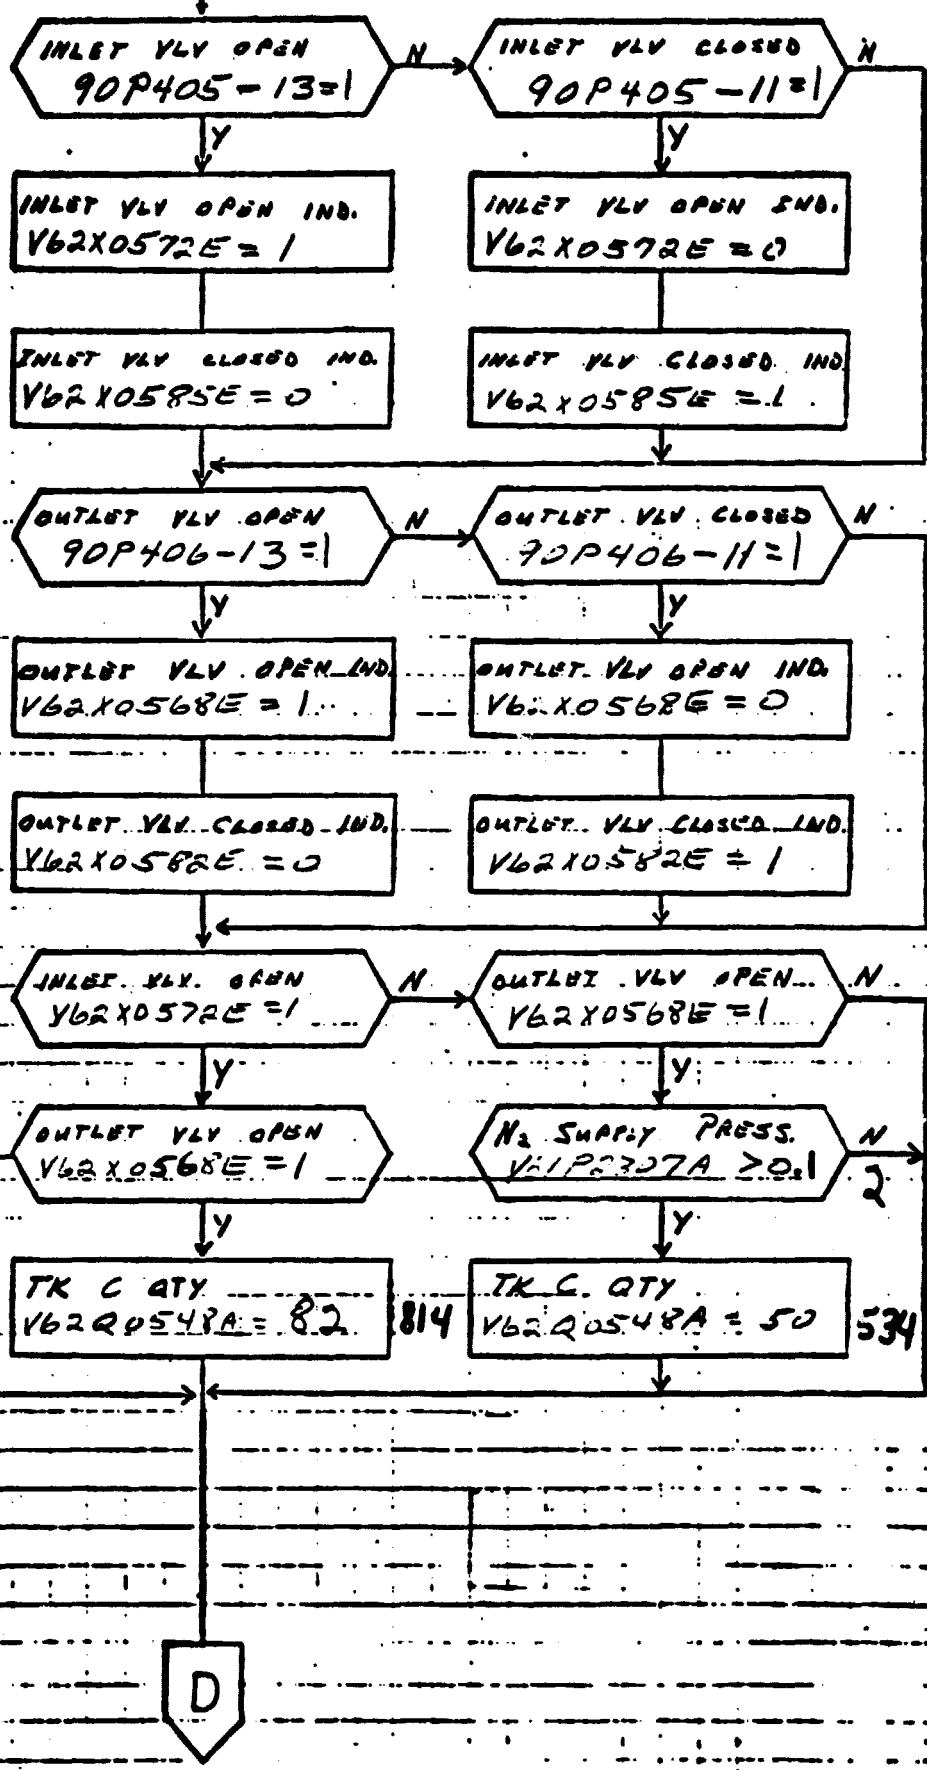 INLET VLV OPEN
90P405-13=1
N
INLET VLV CLOSED
90P405-11=1
N
Y
Y
INLET VLV OPEN IND.
V62X0572E = 1
INLET VLV OPEN IND.
V62X0572E = 0
INLET VLV CLOSED IND.
V62X0585E = 0
INLET VLV CLOSED IND.
V62X0585E = 1
OUTLET VLV OPEN
90P406-13=1
N
OUTLET VLV CLOSED
90P406-11=1
N
Y
Y
OUTLET VLV OPEN IND.
V62X0568E = 1
OUTLET VLV OPEN IND.
V62X0568E = 0
OUTLET VLV CLOSED IND.
V62X0582E = 0
OUTLET VLV CLOSED IND.
V62X0582E = 1
INLET VLV. OPEN
V62X0572E =1
N
OUTLET VLV OPEN
V62X0568E =1
N
Y
Y
OUTLET VLV OPEN
V62X0568E =1
N2 SUPPLY PRESS.
>0.1
N
2
Y
Y
TK C QTY
V62Q0548A = 82
814
TK C QTY
V62Q0548A = 50
534
D